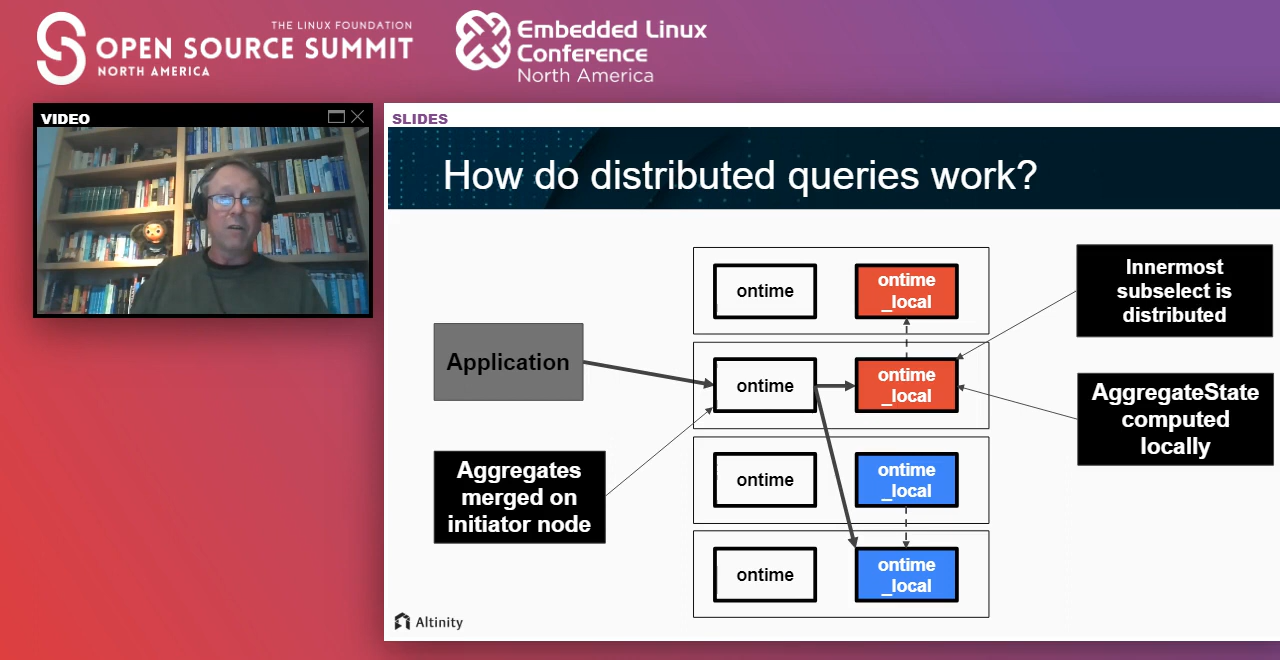 THE LINUX FOUNDATION
OPEN SOURCE SUMMIT
NORTH AMERICA
Embedded Linux
Conference
North America
VIDEO
SLIDES
How do distributed queries work?
ontime
ontime
_local
Innermost
subselect is
distributed
Application
ontime
ontime
_local
AggregateState
computed
locally
Aggregates
merged on
initiator node
ontime
ontime
_local
ontime
ontime
_local
Altinity